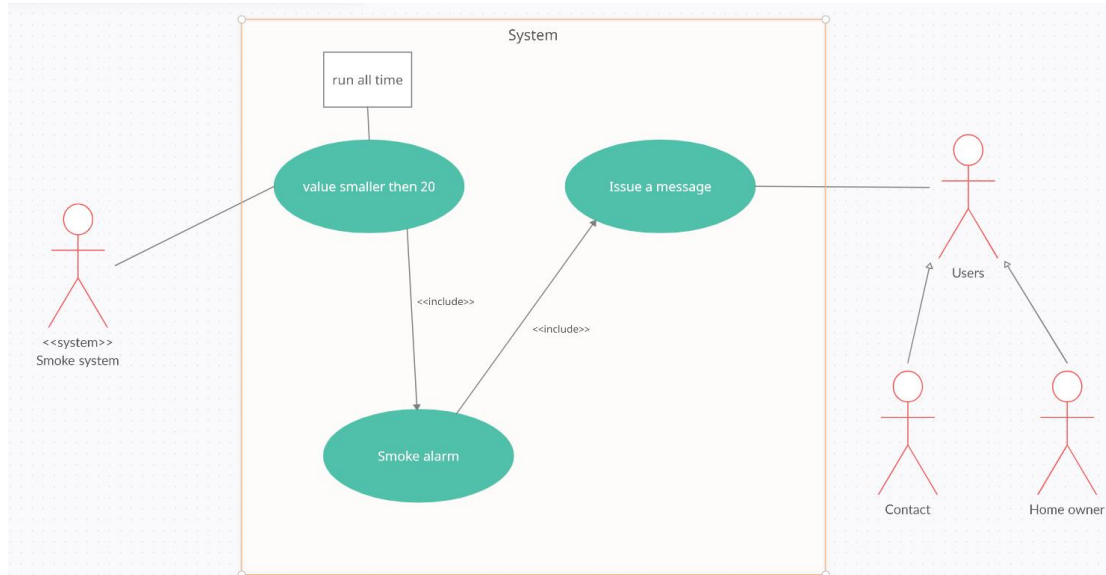 System
run all time
value smaller then 20
Issue a message
<<include>>
<<include>>
Users
<<system>>
Smoke system
Smoke alarm
Contact
Home owner